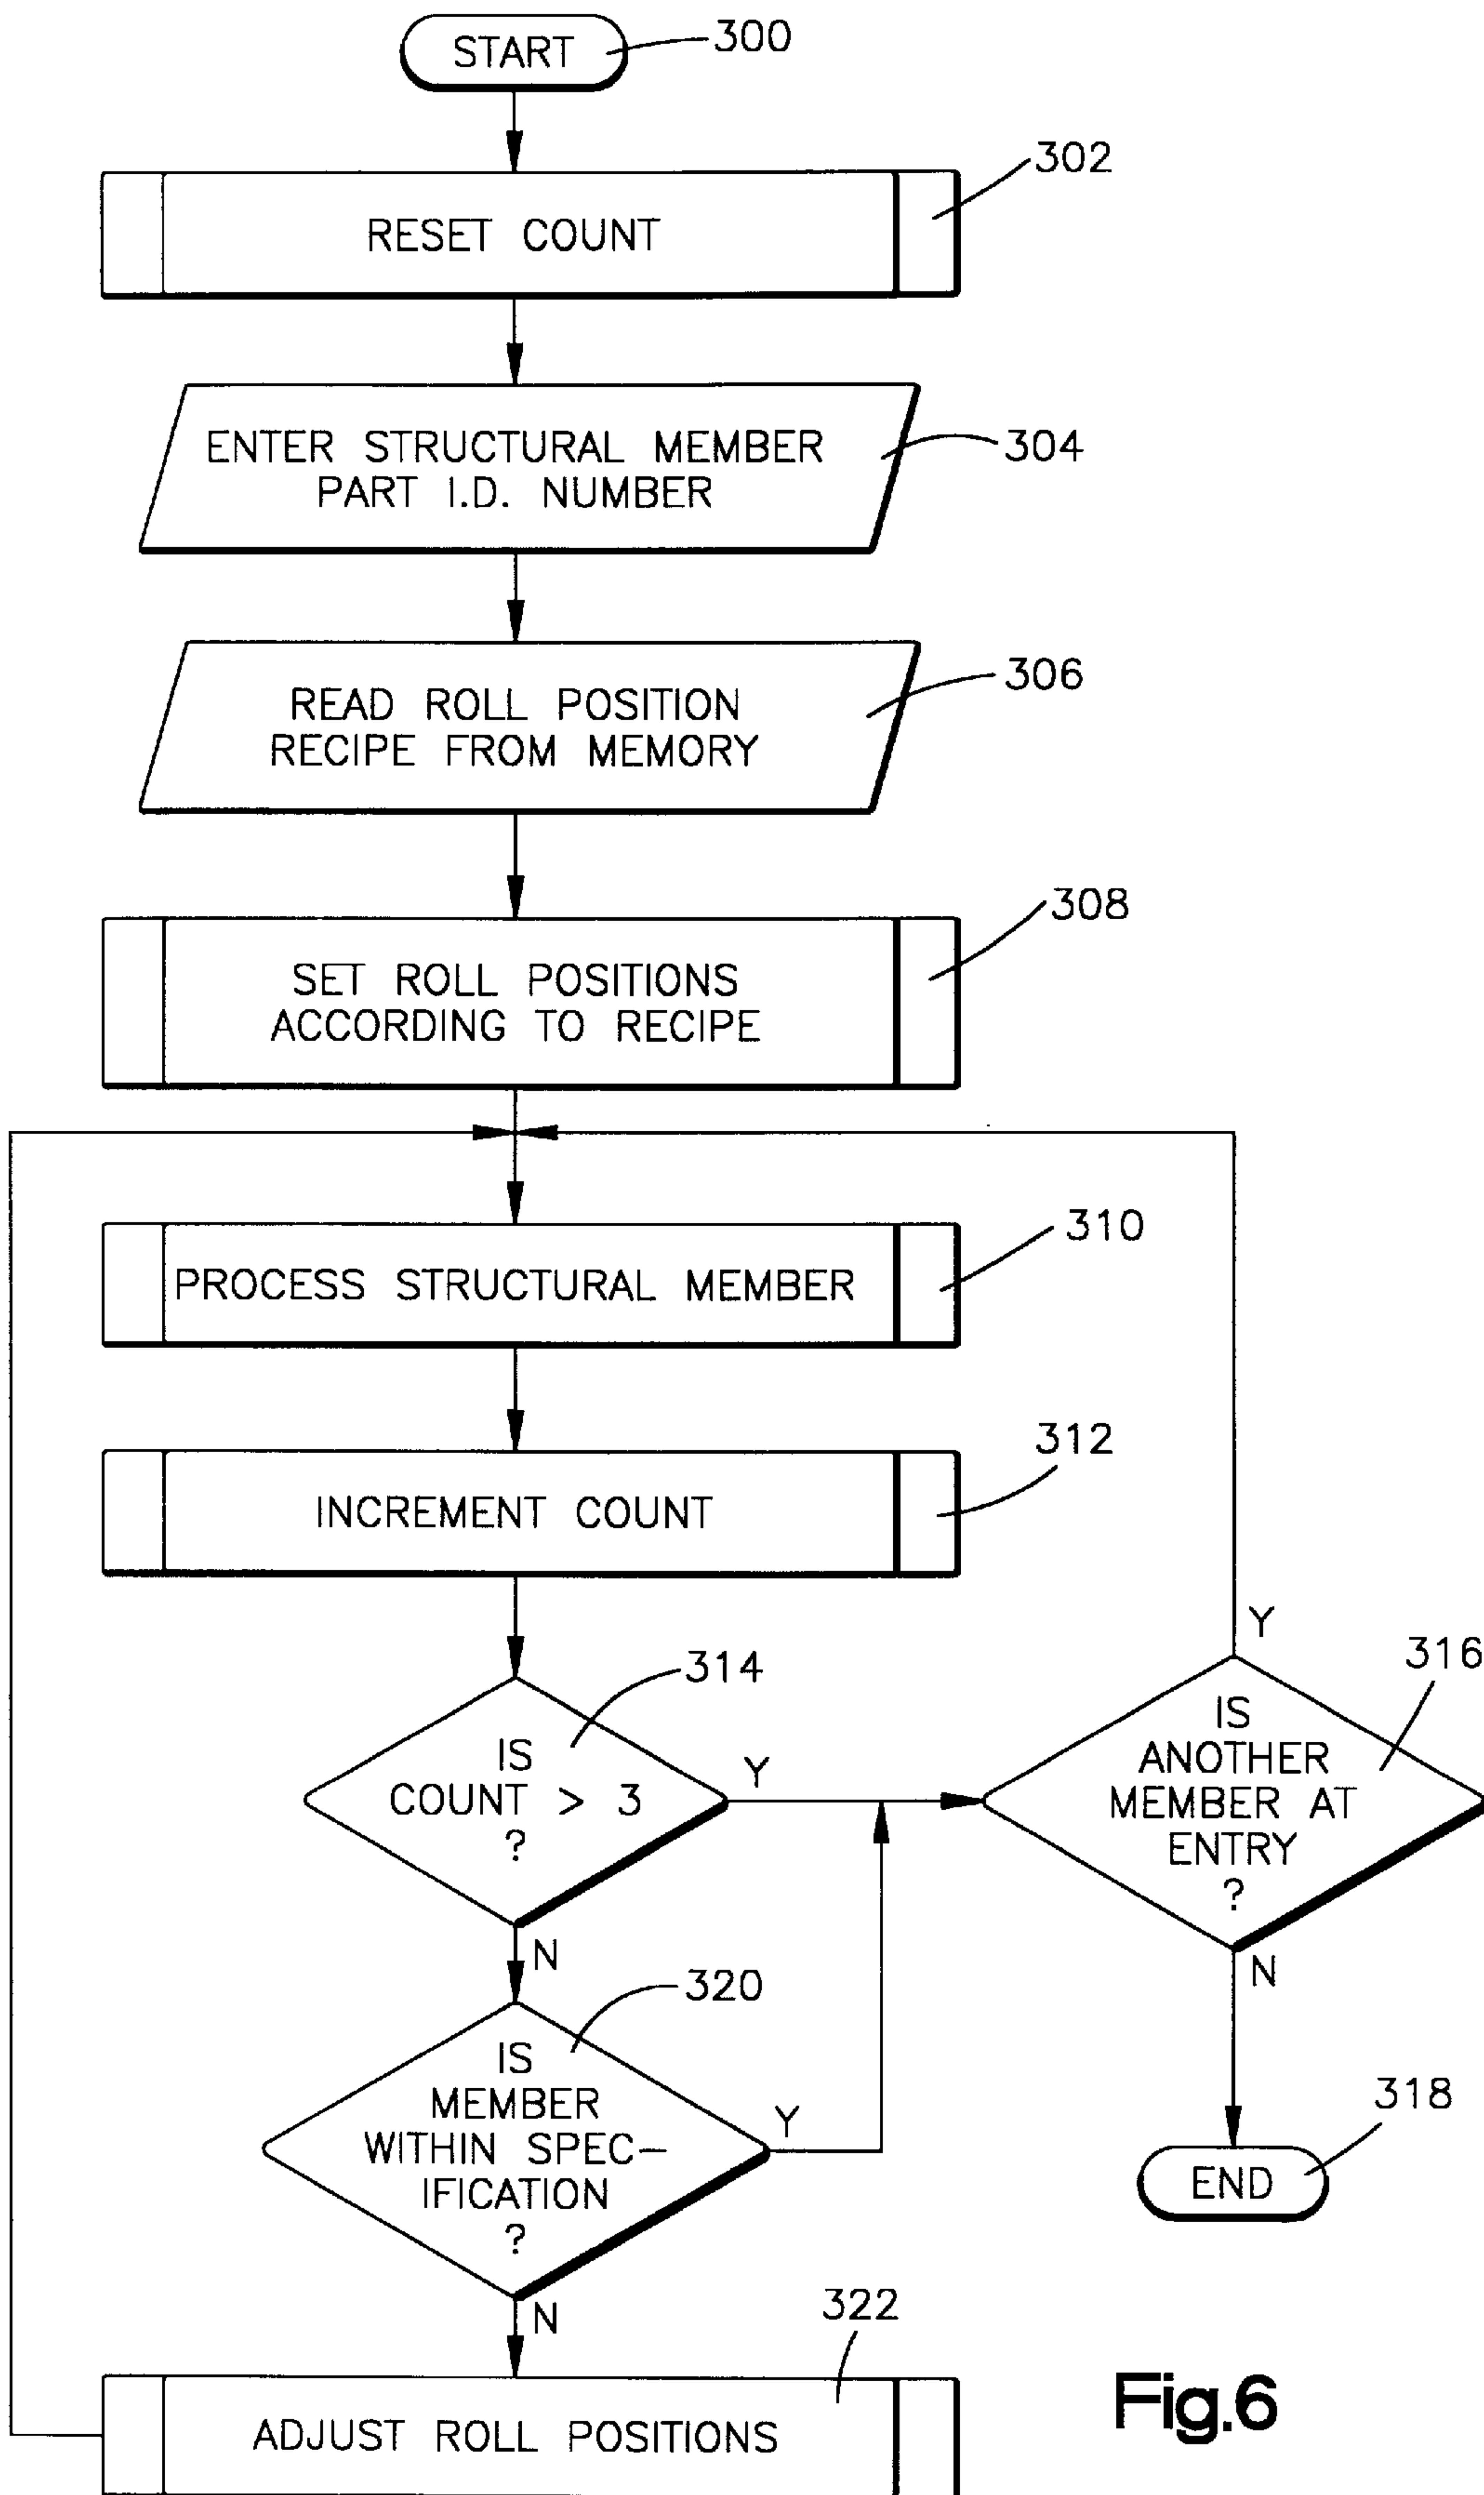 START
300
302
RESET COUNT
ENTER STRUCTURAL MEMBER
PART I.D. NUMBER
304
READ ROLL POSITION
RECIPE FROM MEMORY
306
308
SET ROLL POSITIONS
ACCORDING TO RECIPE
310
PROCESS STRUCTURAL MEMBER
312
INCREMENT COUNT
314
IS
COUNT > 3
?
Y
N
Y
316
IS
ANOTHER
MEMBER AT
ENTRY
?
N
320
IS
MEMBER
WITHIN SPEC-
IFICATION
?
Y
N
318
END
322
ADJUST ROLL POSITIONS
Fig.6